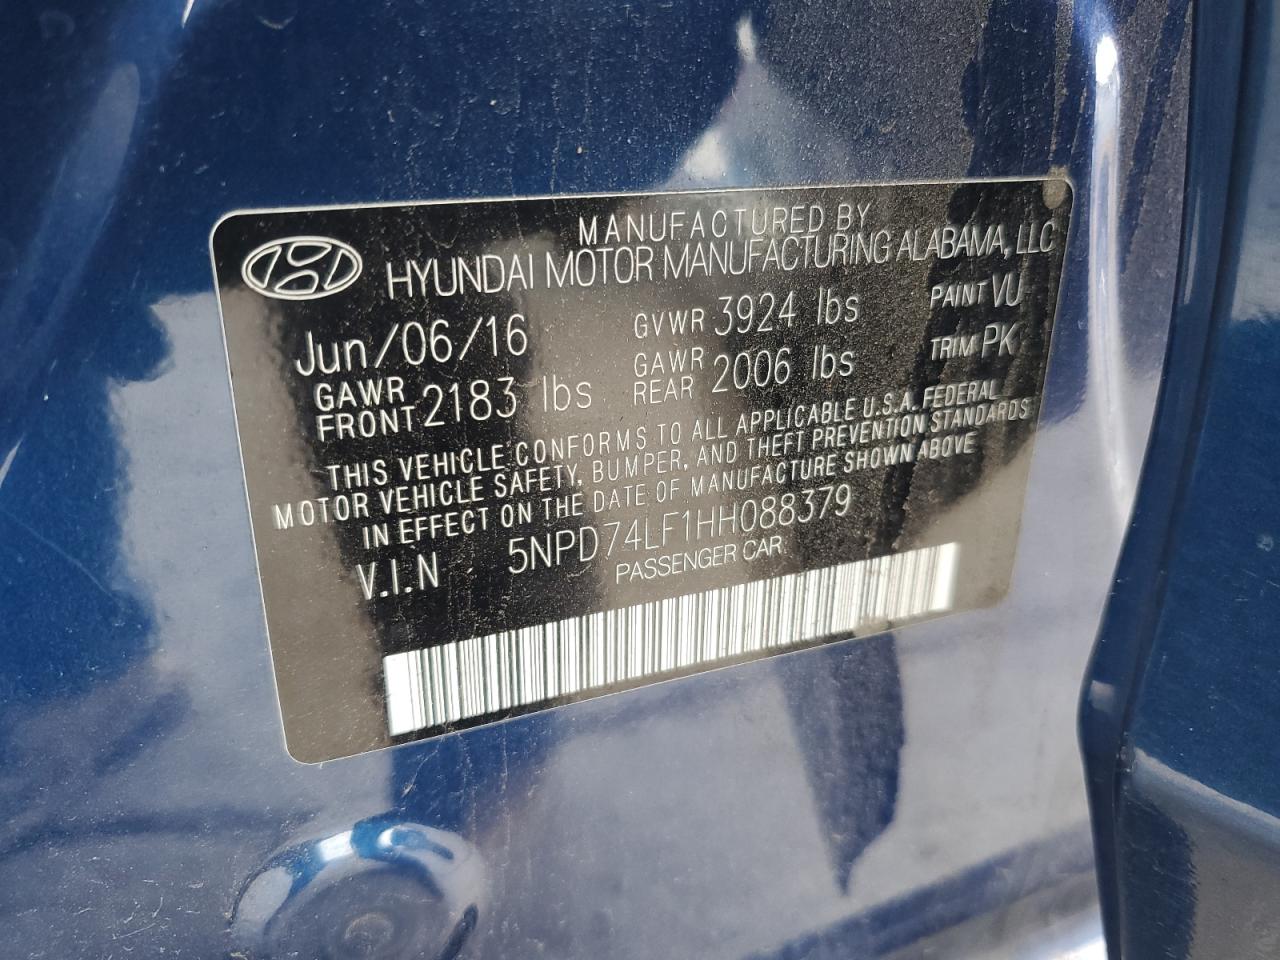 MANUFACTURED BY
HYUNDAI MOTOR MANUFACTURING ALABAMA, LLC
Jun/06/16 GVWR 3924 lbs PAINT VU
GAWR FRONT 2183 lbs GAWR REAR 2006 lbs TRIM PK
THIS VEHICLE CONFORMS TO ALL APPLICABLE U.S.A. FEDERAL
MOTOR VEHICLE SAFETY, BUMPER, AND THEFT PREVENTION STANDARDS
IN EFFECT ON THE DATE OF MANUFACTURE SHOWN ABOVE
V.I.N 5NPD74LF1HH088379
PASSENGER CAR